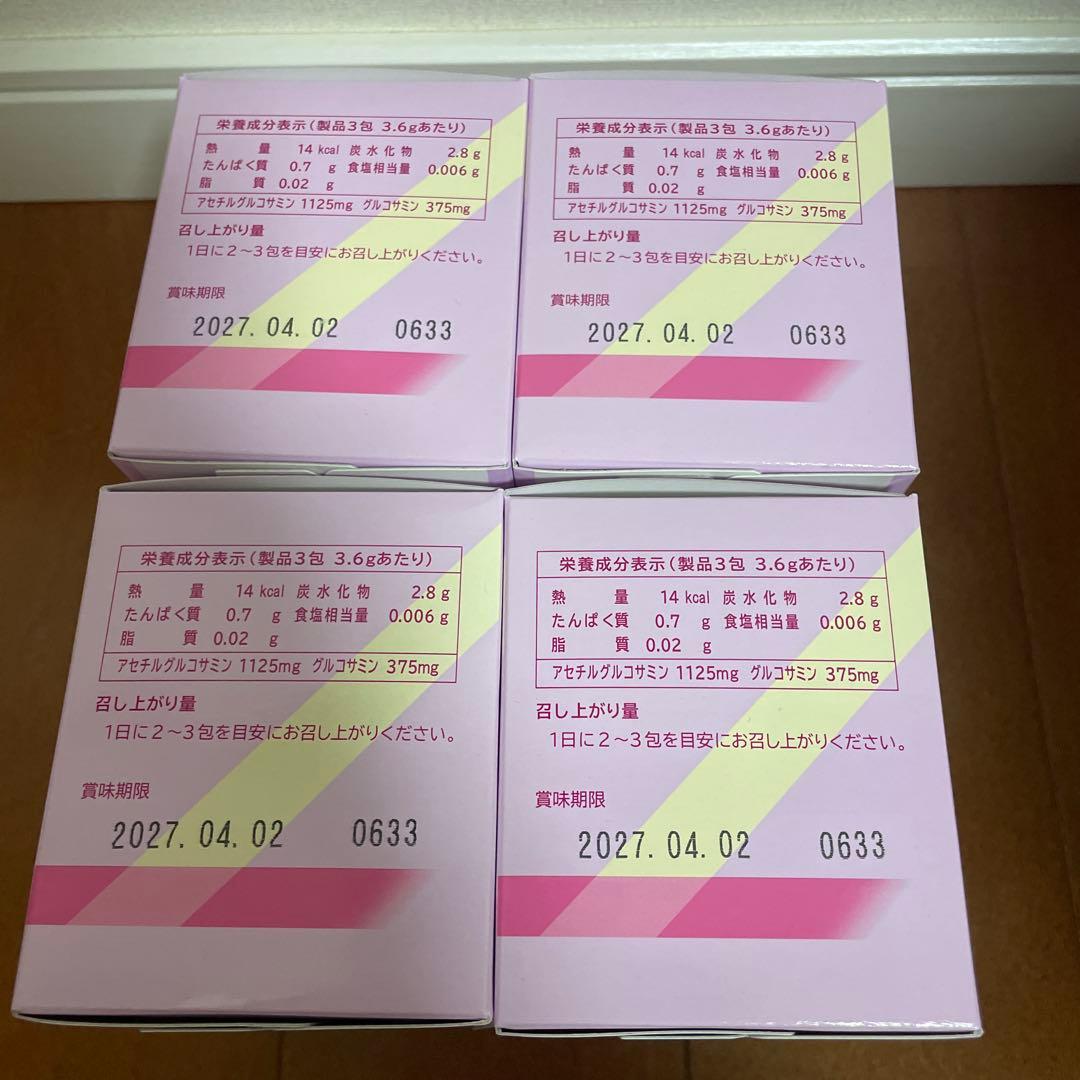 栄養成分表示(製品3包 3.6gあたり)
熱 量 14 kcal 炭水化物 2.8 g
たんぱく質 0.7 g 食塩相当量 0.006 g
脂 質 0.02 g
アセチルグルコサミン 1125mg グルコサミン 375mg
召し上がり量
1日に2〜3包を目安にお召し上がりください。
賞味期限
2027.04.02 0633
栄養成分表示(製品3包 3.6gあたり)
熱 量 14 kcal 炭水化物 2.8 g
たんぱく質 0.7 g 食塩相当量 0.006 g
脂 質 0.02 g
アセチルグルコサミン 1125mg グルコサミン 375mg
召し上がり量
1日に2〜3包を目安にお召し上がりください。
賞味期限
2027.04.02 0633
栄養成分表示(製品3包 3.6gあたり)
熱 量 14 kcal 炭水化物 2.8 g
たんぱく質 0.7 g 食塩相当量 0.006 g
脂 質 0.02 g
アセチルグルコサミン 1125mg グルコサミン 375mg
召し上がり量
1日に2〜3包を目安にお召し上がりください。
賞味期限
2027.04.02 0633
栄養成分表示(製品3包 3.6gあたり)
熱 量 14 kcal 炭水化物 2.8 g
たんぱく質 0.7 g 食塩相当量 0.006 g
脂 質 0.02 g
アセチルグルコサミン 1125mg グルコサミン 375mg
召し上がり量
1日に2〜3包を目安にお召し上がりください。
賞味期限
2027.04.02 0633